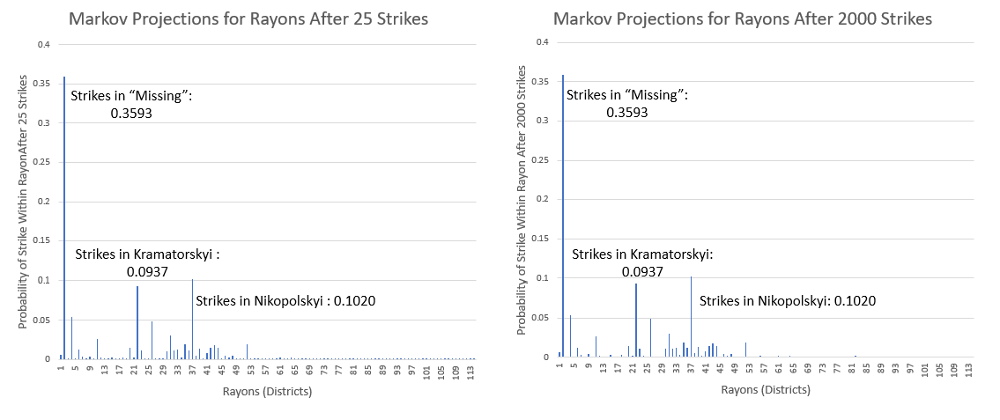 Markov Projections for Rayons After 25 Strikes
0.4
0.35
0.3
0.25
0.2
0.15
0.1
0.05
0
Probability of Strike Within RayonAfter 25 Strikes
Strikes in “Missing”:
0.3593
Strikes in Kramatorskyi :
0.0937
Strikes in Nikopolskyi : 0.1020
1 5 9 13 17 21 25 29 33 37 41 45 49 53 57 61 65 69 73 77 81 85 89 93 97 101 105 109 113
Rayons (Districts)
Markov Projections for Rayons After 2000 Strikes
0.4
0.35
0.3
0.25
0.2
0.15
0.1
0.05
0
Probability of Strike Within Rayon After 2000 Strikes
Strikes in “Missing”:
0.3593
Strikes in Kramatorskyi:
0.0937
Strikes in Nikopolskyi: 0.1020
1 5 9 13 17 21 25 29 33 37 41 45 49 53 57 61 65 69 73 77 81 85 89 93 97 101 105 109 113
Rayons (Districts)